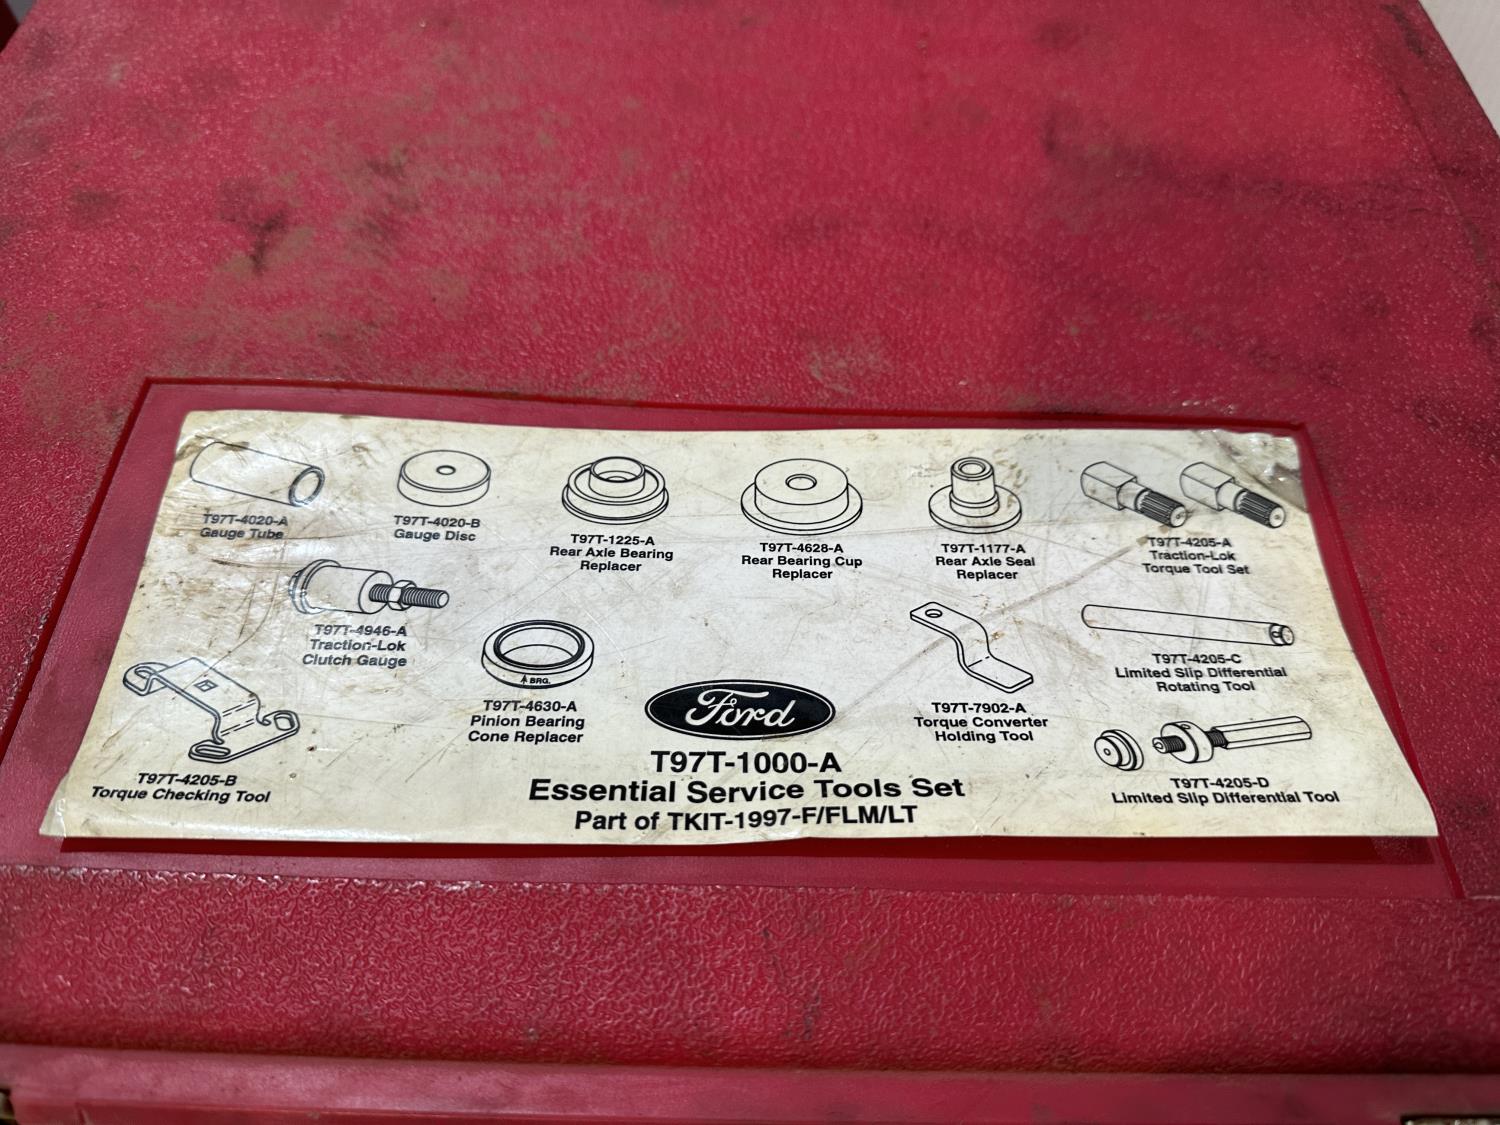 T97T-4020-A
Gauge Tube
T97T-4020-B
Gauge Disc
T97T-1225-A
Rear Axle Bearing
Replacer
T97T-4628-A
Rear Bearing Cup
Replacer
T97T-1177-A
Rear Axle Seal
Replacer
T97T-4205-A
Traction-Lok
Torque Tool Set
T97T-4946-A
Traction-Lok
Clutch Gauge
BRG.
T97T-4630-A
Pinion Bearing
Cone Replacer
T97T-7902-A
Torque Converter
Holding Tool
T97T-4205-C
Limited Slip Differential
Rotating Tool
T97T-4205-B
Torque Checking Tool
T97T-4205-D
Limited Slip Differential Tool
Ford
T97T-1000-A
Essential Service Tools Set
Part of TKIT-1997-F/FLM/LT